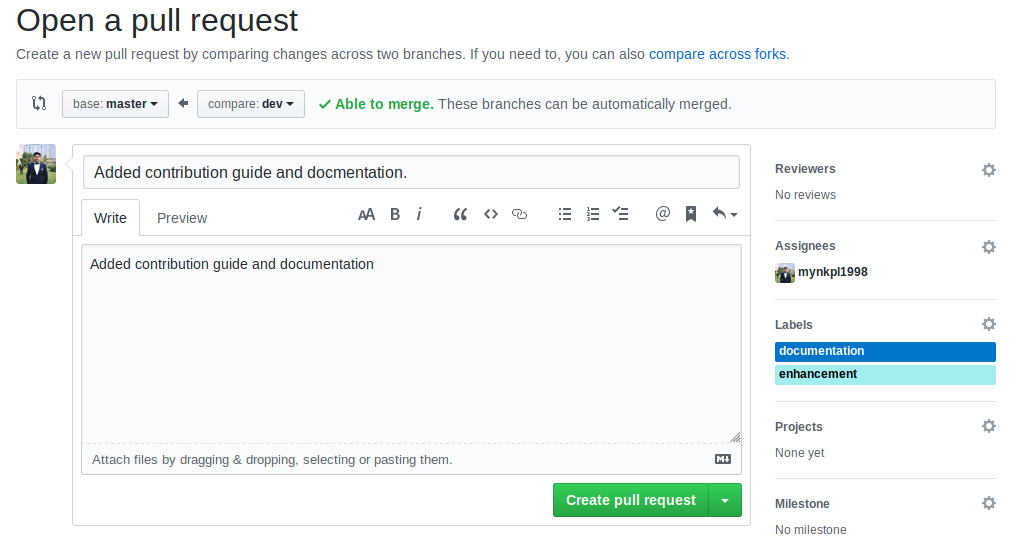 Open a pull request
Create a new pull request by comparing changes across two branches. If you need to, you can also compare across forks.
base: master
compare: dev
Able to merge. These branches can be automatically merged.
Added contribution guide and docmentation.
Write
Preview
AA B i
@
Added contribution guide and documentation
Attach files by dragging & dropping, selecting or pasting them.
Create pull request
Reviewers
No reviews
Assignees
mynkpl1998
Labels
documentation
enhancement
Projects
None yet
Milestone
No milestone